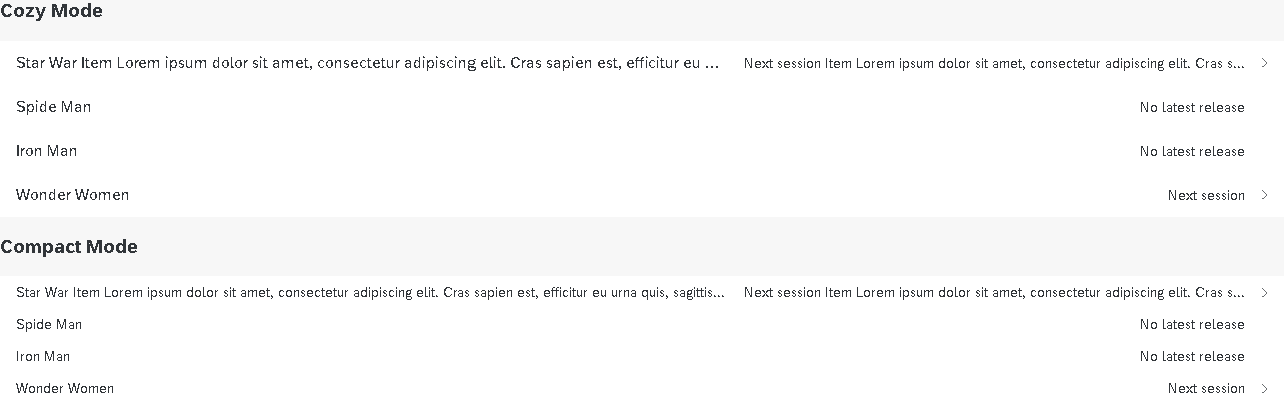 Cozy Mode
Star War Item Lorem ipsum dolor sit amet, consectetur adipiscing elit. Cras sapien est, efficitur eu ... Next session Item Lorem ipsum dolor sit amet, consectetur adipiscing elit. Cras s...
Spide Man No latest release
Iron Man No latest release
Wonder Women Next session
Compact Mode
Star War Item Lorem ipsum dolor sit amet, consectetur adipiscing elit. Cras sapien est, efficitur eu urna quis, sagittis... Next session Item Lorem ipsum dolor sit amet, consectetur adipiscing elit. Cras s...
Spide Man No latest release
Iron Man No latest release
Wonder Women Next session